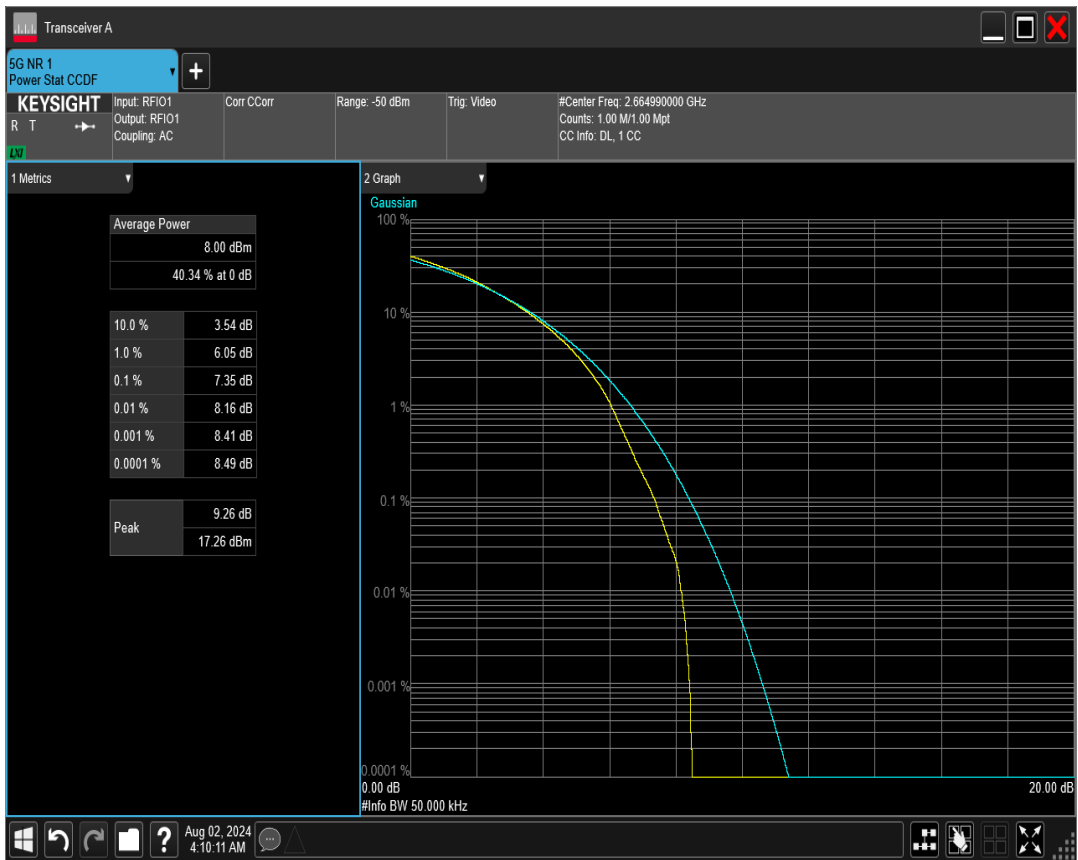 Transceiver A
5G NR 1
Power Stat CCDF
KEYSIGHT
R T
LXI
Input: RFIO1
Output: RFIO1
Coupling: AC
Corr CCorr
Range: -50 dBm
Trig: Video
#Center Freq: 2.664990000 GHz
Counts: 1.00 M/1.00 Mpt
CC Info: DL, 1 CC
1 Metrics
Average Power
8.00 dBm
40.34 % at 0 dB
10.0 % 3.54 dB
1.0 % 6.05 dB
0.1 % 7.35 dB
0.01 % 8.16 dB
0.001 % 8.41 dB
0.0001 % 8.49 dB
Peak
9.26 dB
17.26 dBm
2 Graph
Gaussian
100 %
10 %
1 %
0.1 %
0.01 %
0.001 %
0.0001 %
0.00 dB
20.00 dB
#Info BW 50.000 kHz
?
Aug 02, 2024
4:10:11 AM